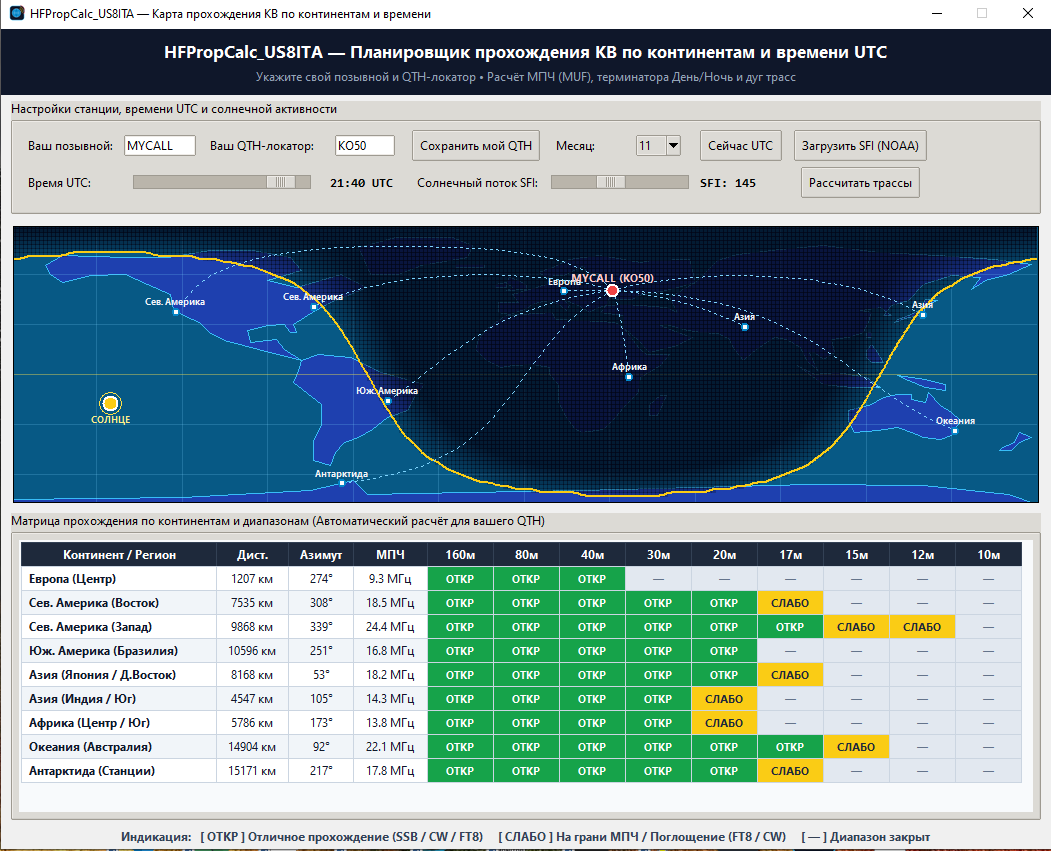 HFPropCalc_US8ITA — Карта прохождения КВ по континентам и времени
HFPropCalc_US8ITA — Планировщик прохождения КВ по континентам и времени UTC
Укажите свой позывной и QTH-локатор • Расчёт МПЧ (MUF), терминатора День/Ночь и дуг трасс
Настройки станции, времени UTC и солнечной активности
Ваш позывной: MYCALL Ваш QTH-локатор: KO50 Сохранить мой QTH Месяц: 11 Сейчас UTC Загрузить SFI (NOAA)
Время UTC: 21:40 UTC Солнечный поток SFI: SFI: 145 Рассчитать трассы
MYCALL (KO50)
Европа
Сев. Америка
Сев. Америка
Азия
Азия
Африка
Юж. Америка
СОЛНЦЕ
Океания
Антарктида
Матрица прохождения по континентам и диапазонам (Автоматический расчёт для вашего QTH)
Континент / Регион Дист. Азимут МПЧ 160м 80м 40м 30м 20м 17м 15м 12м 10м
Европа (Центр) 1207 км 274° 9.3 МГц ОТКР ОТКР ОТКР — — — — — —
Сев. Америка (Восток) 7535 км 308° 18.5 МГц ОТКР ОТКР ОТКР ОТКР ОТКР СЛАБО — — —
Сев. Америка (Запад) 9868 км 339° 24.4 МГц ОТКР ОТКР ОТКР ОТКР ОТКР ОТКР СЛАБО СЛАБО —
Юж. Америка (Бразилия) 10596 км 251° 16.8 МГц ОТКР ОТКР ОТКР ОТКР ОТКР — — — —
Азия (Япония / Д.Восток) 8168 км 53° 18.2 МГц ОТКР ОТКР ОТКР ОТКР ОТКР СЛАБО — — —
Азия (Индия / Юг) 4547 км 105° 14.3 МГц ОТКР ОТКР ОТКР ОТКР СЛАБО — — — —
Африка (Центр / Юг) 5786 км 173° 13.8 МГц ОТКР ОТКР ОТКР ОТКР СЛАБО — — — —
Океания (Австралия) 14904 км 92° 22.1 МГц ОТКР ОТКР ОТКР ОТКР ОТКР ОТКР СЛАБО — —
Антарктида (Станции) 15171 км 217° 17.8 МГц ОТКР ОТКР ОТКР ОТКР ОТКР СЛАБО — — —
Индикация: [ ОТКР ] Отличное прохождение (SSB / CW / FT8) [ СЛАБО ] На грани МПЧ / Поглощение (FT8 / CW) [ — ] Диапазон закрыт